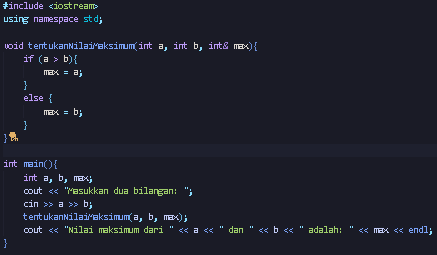 #include <iostream>
using namespace std;
void tentukanNilaiMaksimum(int a, int b, int& max){
if (a > b){
max = a;
}
else {
max = b;
}
}
int main(){
int a, b, max;
cout << "Masukkan dua bilangan: ";
cin >> a >> b;
tentukanNilaiMaksimum(a, b, max);
cout << "Nilai maksimum dari " << a << " dan " << b << " adalah: " << max << endl;
}